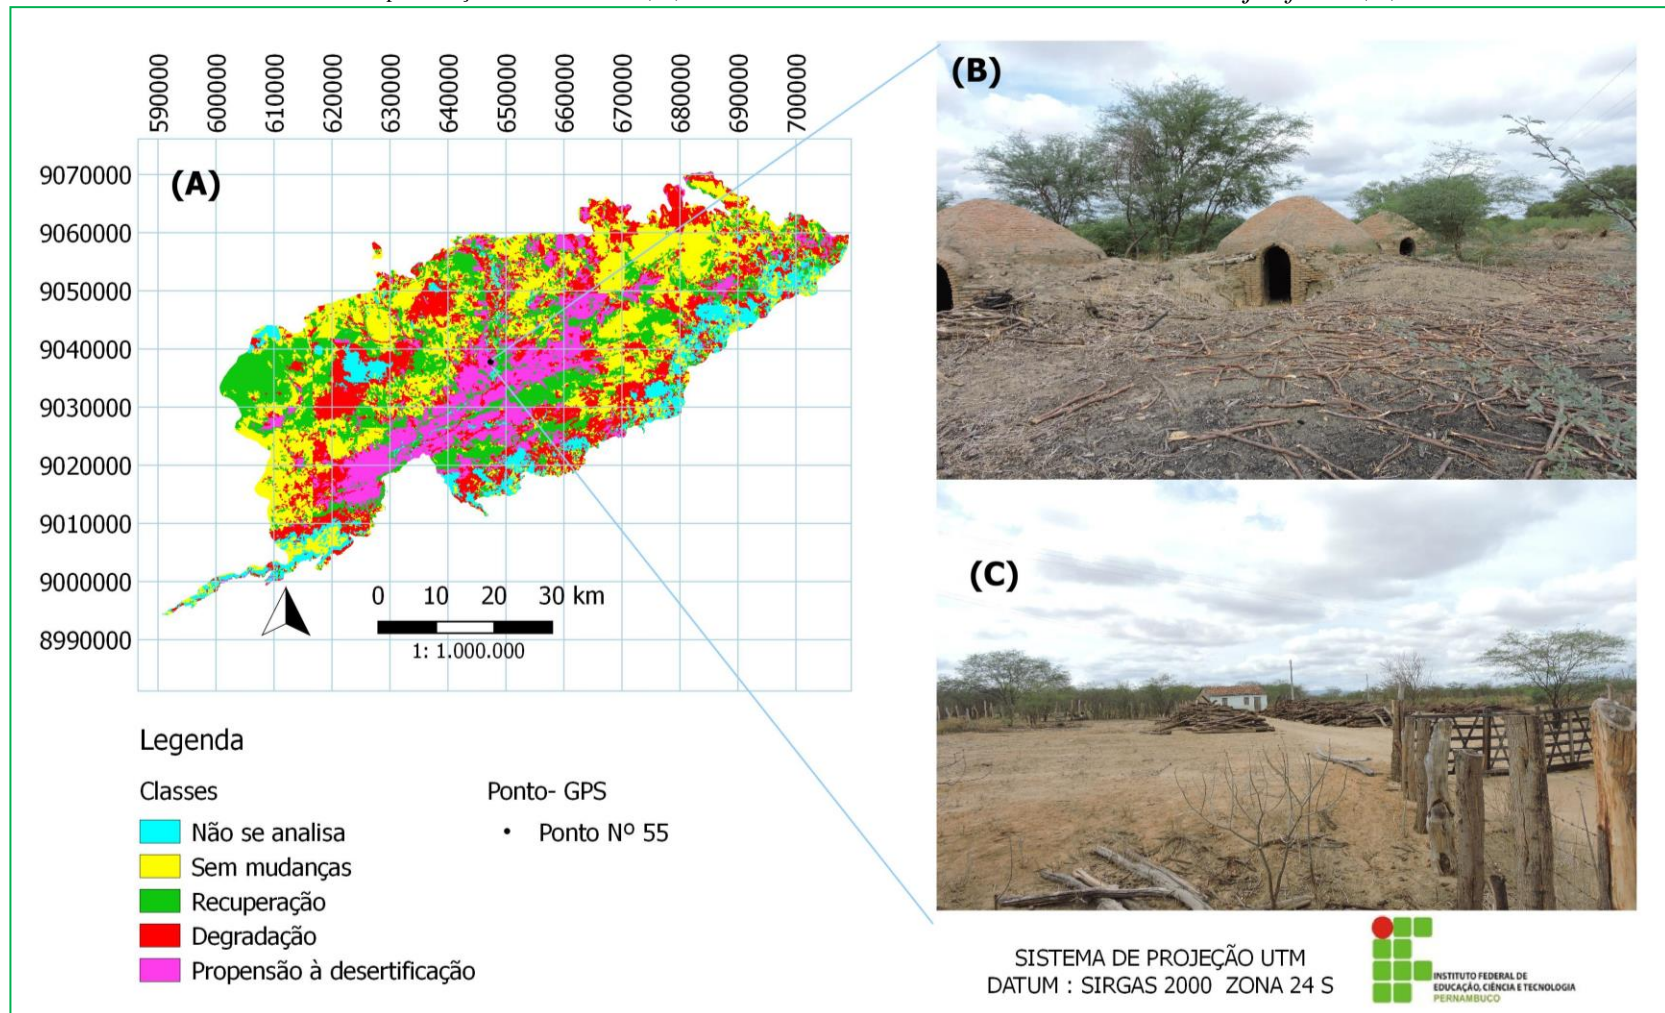 (A)
590000
600000
610000
620000
630000
640000
650000
660000
670000
680000
690000
700000
9070000
9060000
9050000
9040000
9030000
9020000
9010000
9000000
8990000
0 10 20 30 km
1: 1.000.000
Legenda
Classes
Não se analisa
Sem mudanças
Recuperação
Degradação
Propensão à desertificação
Ponto- GPS
Ponto Nº 55
(B)
(C)
SISTEMA DE PROJEÇÃO UTM
DATUM : SIRGAS 2000 ZONA 24 S
INSTITUTO FEDERAL DE
EDUCAÇÃO, CIÊNCIA E TECNOLOGIA
PERNAMBUCO